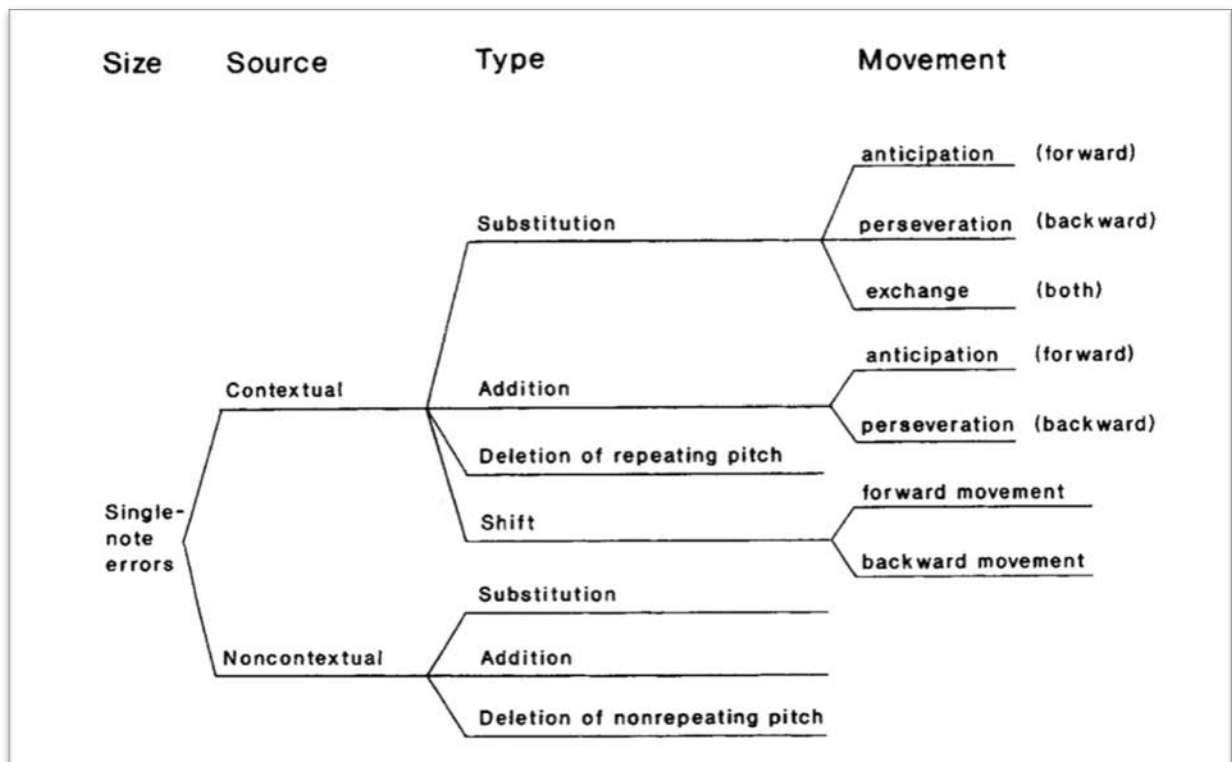 Size Source Type Movement
anticipation (forward)
Substitution perseveration (backward)
exchange (both)
anticipation (forward)
Contextual Addition
perseveration (backward)
Deletion of repeating pitch
forward movement
Single-
note
errors
Shift
backward movement
Substitution
Noncontextual Addition
Deletion of nonrepeating pitch